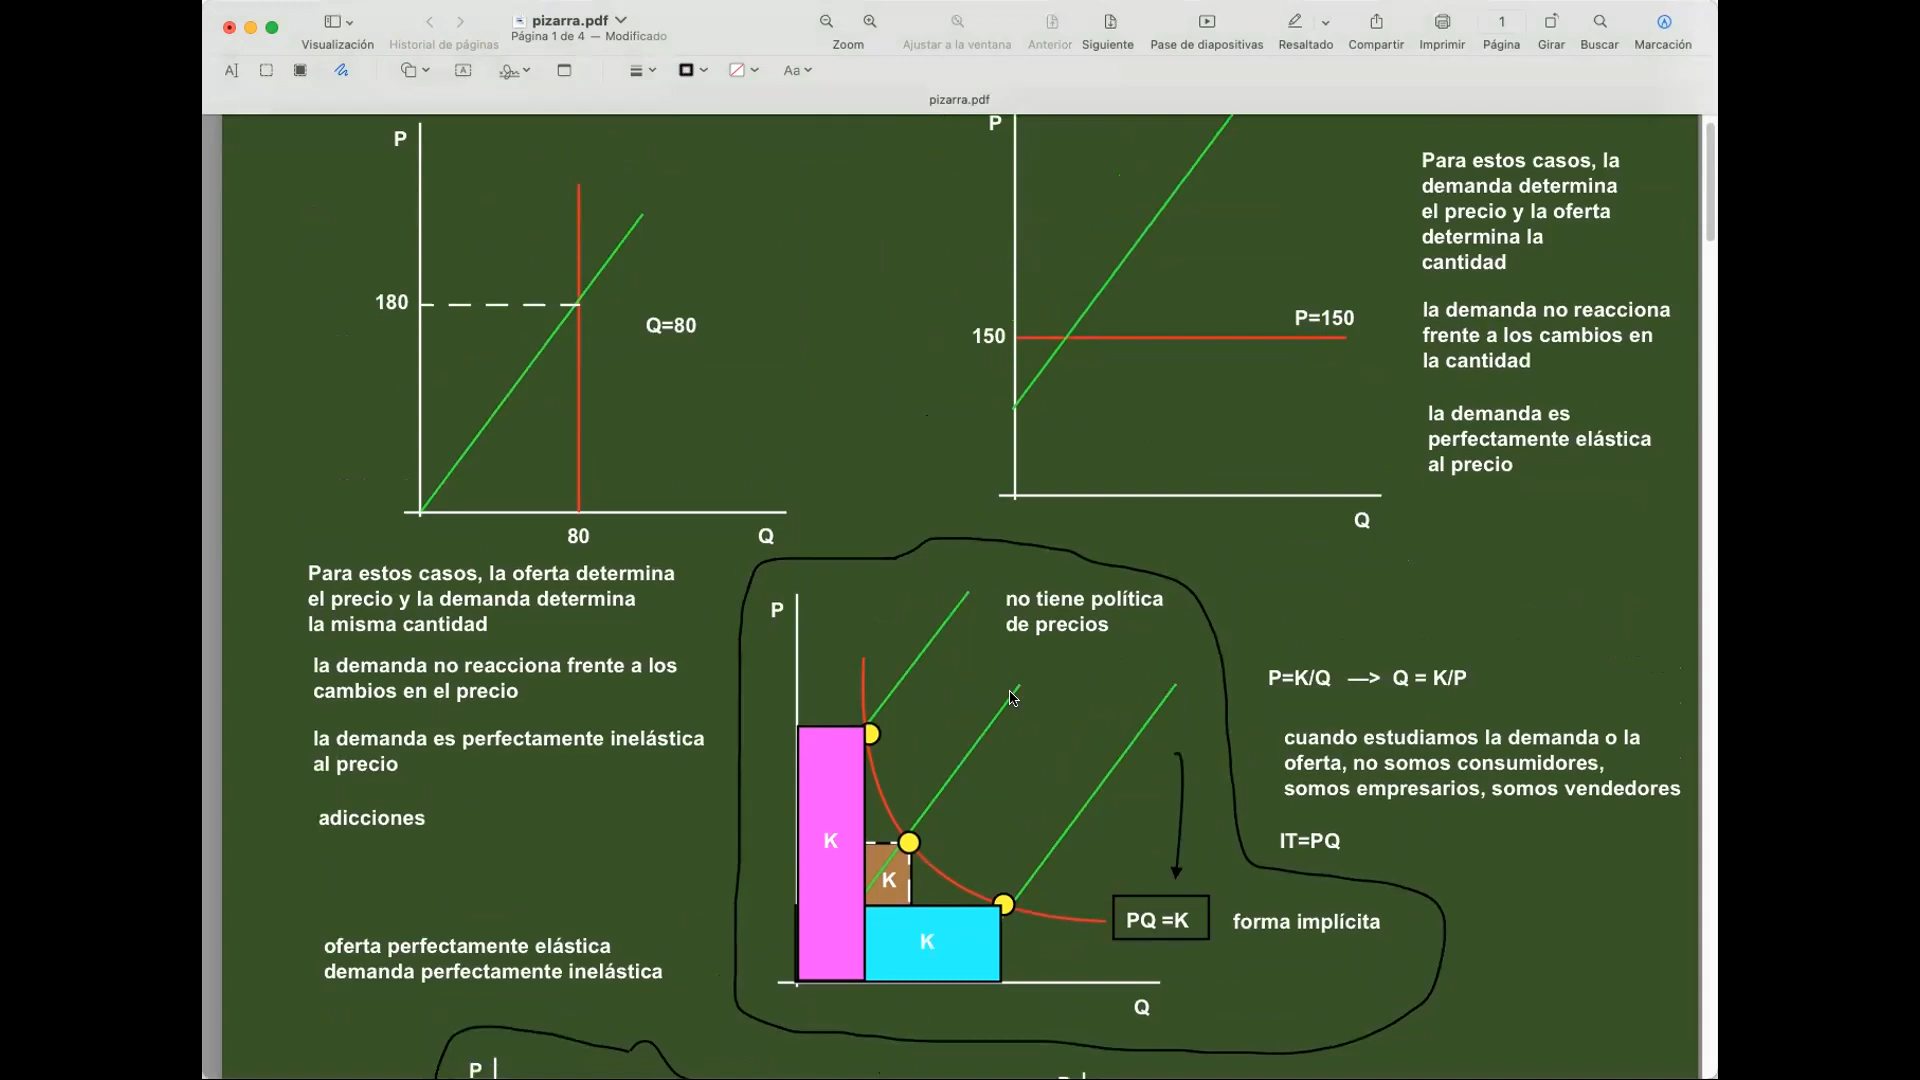 pizarra.pdf
Página 1 de 4 — Modificado
Visualización
Historial de páginas
Zoom
Ajustar a la ventana
Anterior
Siguiente
Pase de diapositivas
Resaltado
Compartir
Imprimir
1
Página
Girar
Buscar
Marcación
Aa
pizarra.pdf
P
180
Q=80
80
Q
P
150
P=150
Q
Para estos casos, la
demanda determina
el precio y la oferta
determina la
cantidad
la demanda no reacciona
frente a los cambios en
la cantidad
la demanda es
perfectamente elástica
al precio
Para estos casos, la oferta determina
el precio y la demanda determina
la misma cantidad
la demanda no reacciona frente a los
cambios en el precio
la demanda es perfectamente inelástica
al precio
adicciones
oferta perfectamente elástica
demanda perfectamente inelástica
P
no tiene política
de precios
K
K
K
PQ =K
forma implícita
Q
P=K/Q —> Q = K/P
cuando estudiamos la demanda o la
oferta, no somos consumidores,
somos empresarios, somos vendedores
IT=PQ
P